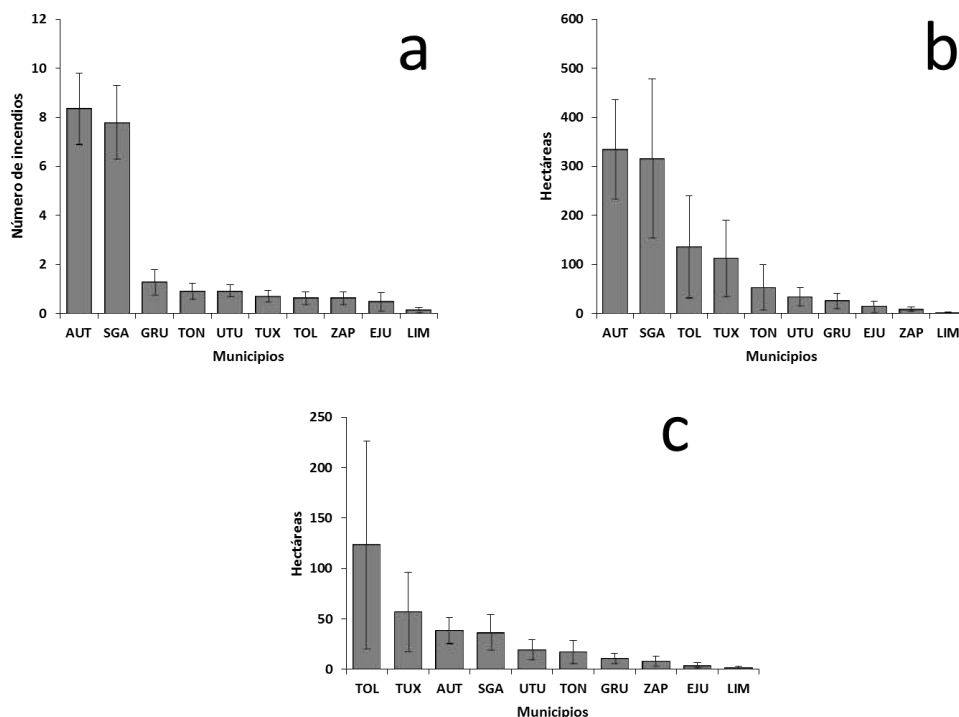 a
12
10
8
6
4
2
0
Número de incendios
AUT SGA GRU TON UTU TUX TOL ZAP EJU LIM
Municipios
b
600
500
400
300
200
100
0
Hectáreas
AUT SGA TOL TUX TON UTU GRU EJU ZAP LIM
Municipios
c
250
200
150
100
50
0
Hectáreas
TOL TUX AUT SGA UTU TON GRU ZAP EJU LIM
Municipios